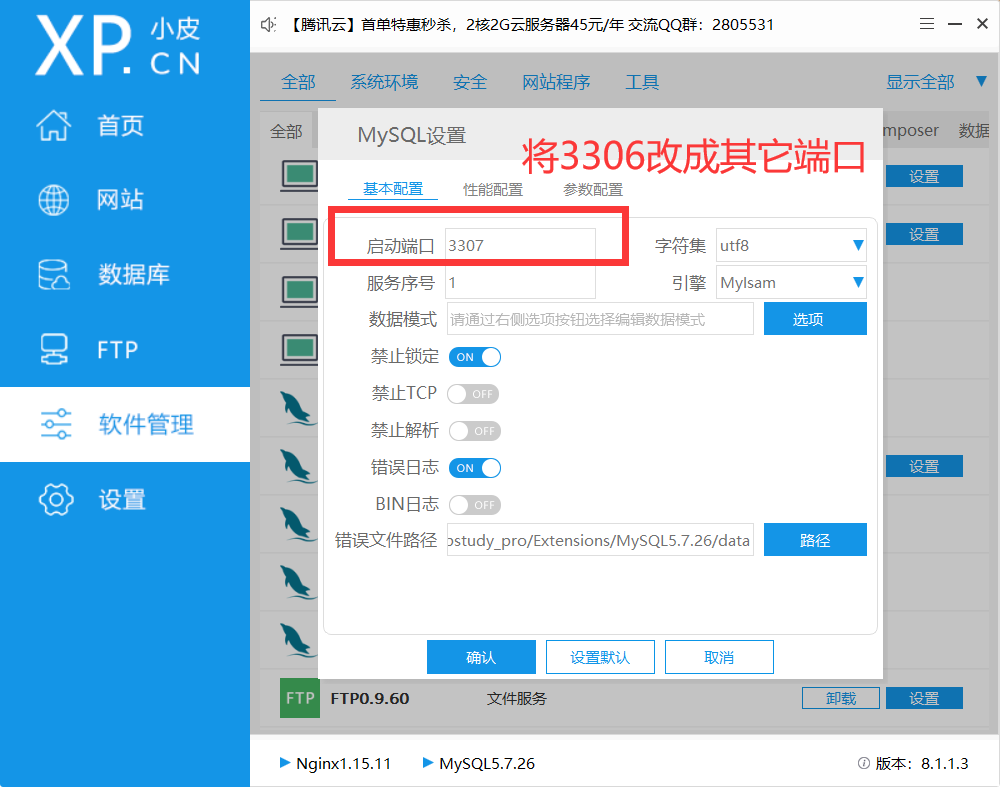 XP.CN 小皮
【腾讯云】首单特惠秒杀，2核2G云服务器45元/年 交流QQ群：2805531
首页
网站
数据库
FTP
软件管理
设置
全部 系统环境 安全 网站程序 工具 显示全部
全部 mposer 数据
MySQL设置
将3306改成其它端口
基本配置 性能配置 参数配置
启动端口 3307 字符集 utf8
服务序号 1 引擎 MyIsam
数据模式 请通过右侧选项按钮选择编辑数据模式 选项
禁止锁定 ON
禁止TCP OFF
禁止解析 OFF
错误日志 ON
BIN日志 OFF
错误文件路径 ostudy_pro/Extensions/MySQL5.7.26/data 路径
确认 设置默认 取消
设置
设置
设置
FTP FTP0.9.60 文件服务 卸载 设置
Nginx1.15.11 MySQL5.7.26 版本：8.1.1.3